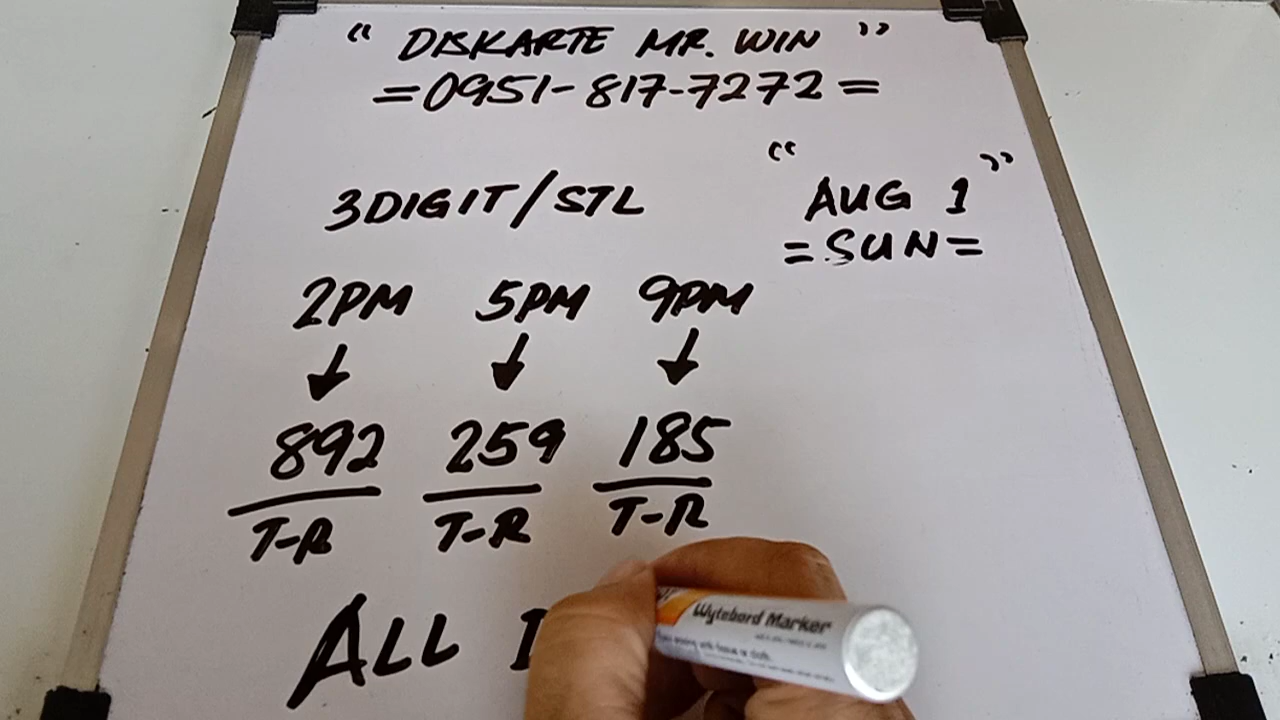 “ DISKARTE MR. WIN ”
=0951-817-7272=
“ AUG 1 ”
=SUN=
3DIGIT/STL
2PM 5PM 9PM
892 259 185
T-R T-R T-R
ALL
Wytebord Marker